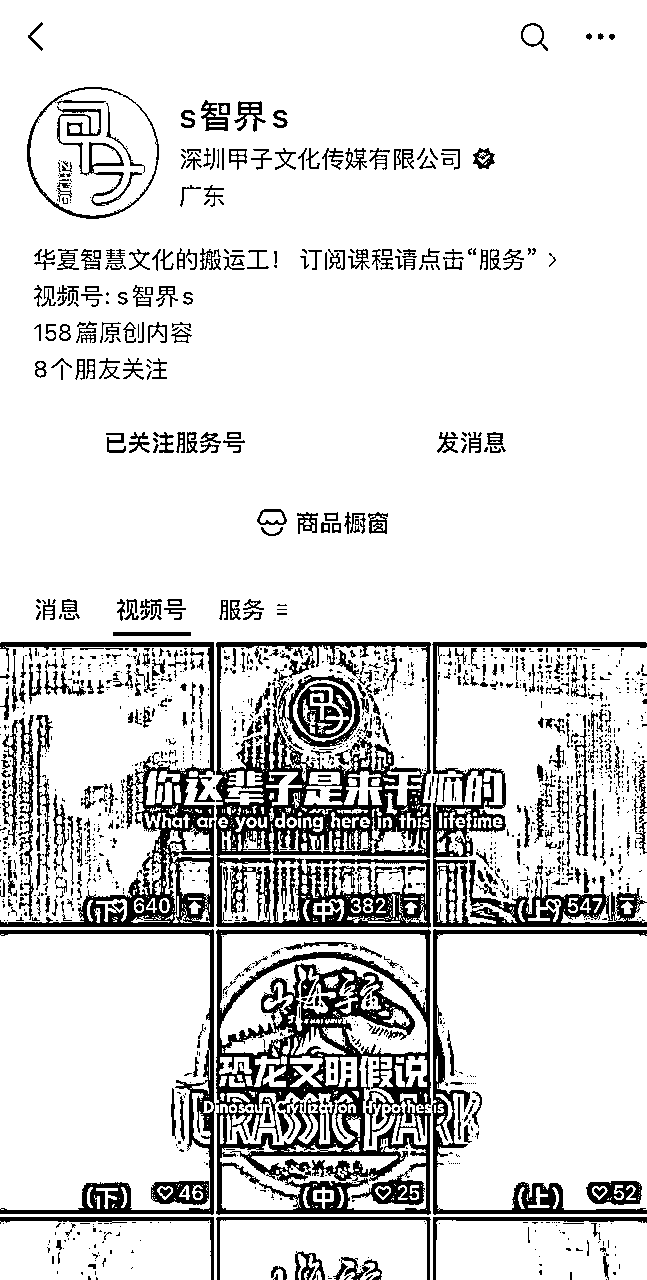 s智界s
深圳甲子文化传媒有限公司
广东
华夏智慧文化的搬运工! 订阅课程请点击“服务”
视频号: s智界s
158篇原创内容
8个朋友关注
已关注服务号
发消息
商品橱窗
消息
视频号
服务
你这辈子是来干嘛的
What are you doing here in this lifetime
(下) 640
(中) 382
(上) 547
恐龙文明假说
Dinosaur Civilization Hypothesis
JURASSIC PARK
(下) 46
(中) 25
(上) 52